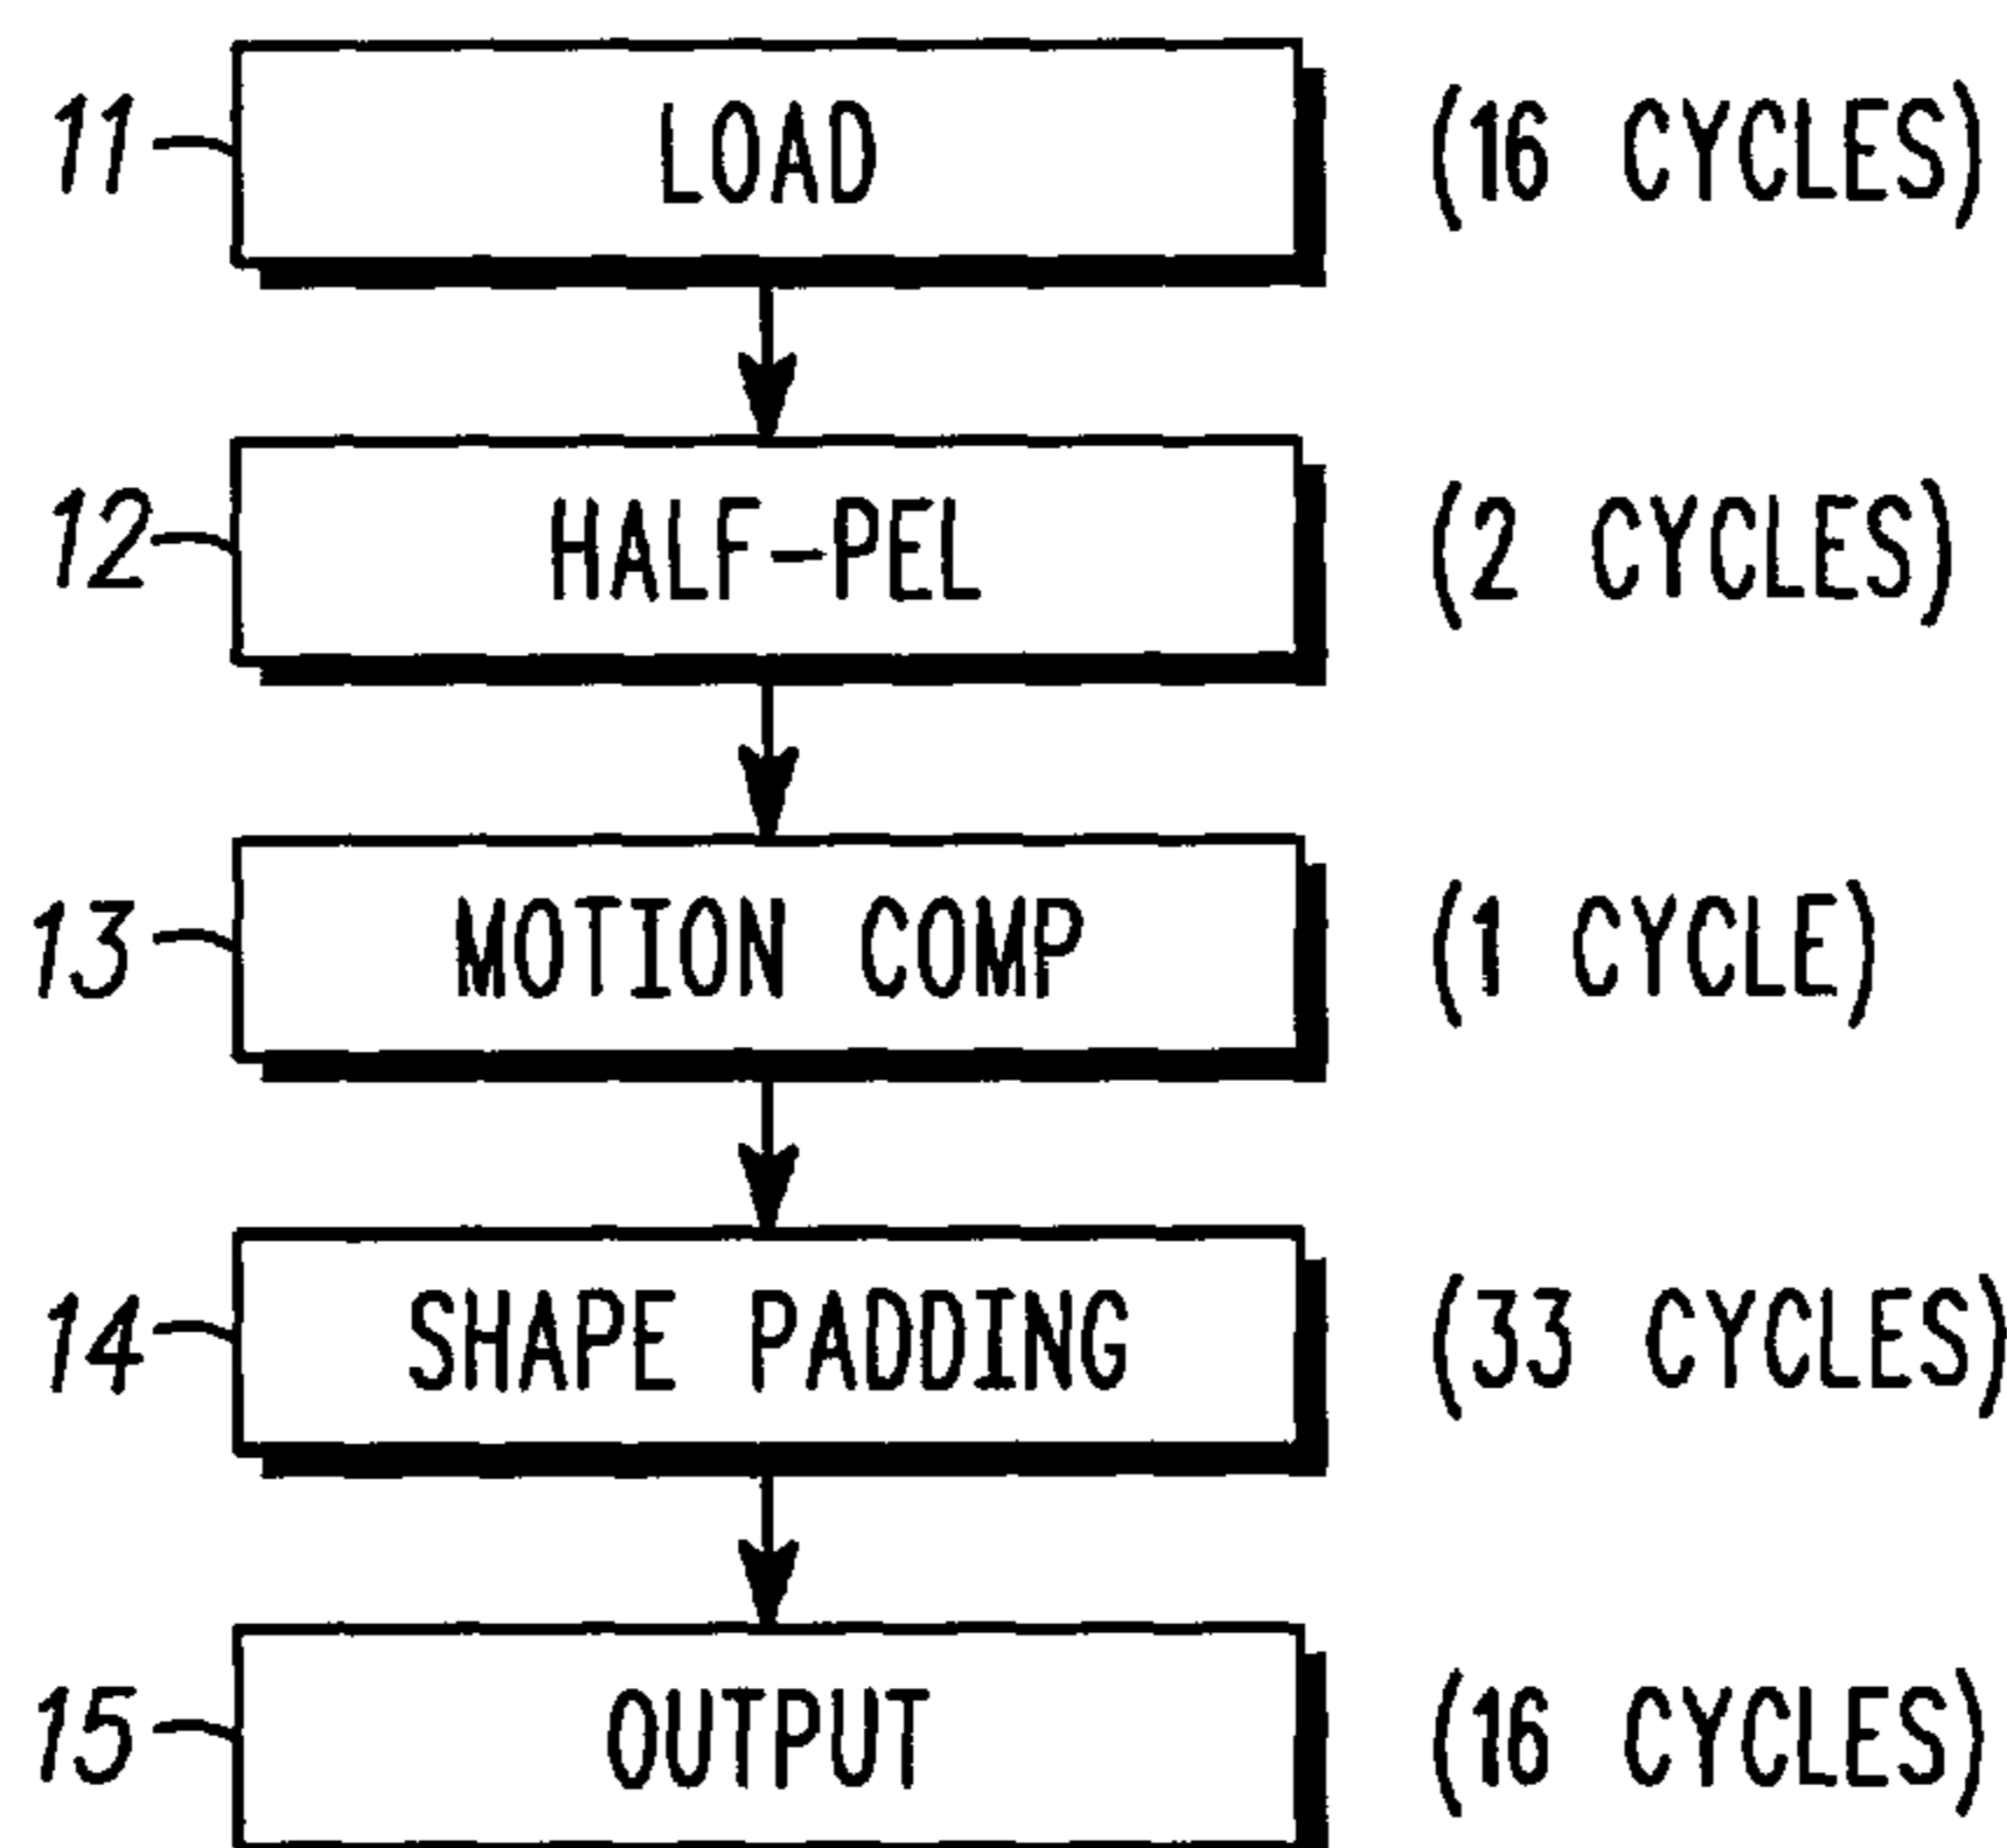 11 LOAD (16 CYCLES)
12 HALF-PEL (2 CYCLES)
13 MOTION COMP (1 CYCLE)
14 SHAPE PADDING (33 CYCLES)
15 OUTPUT (16 CYCLES)